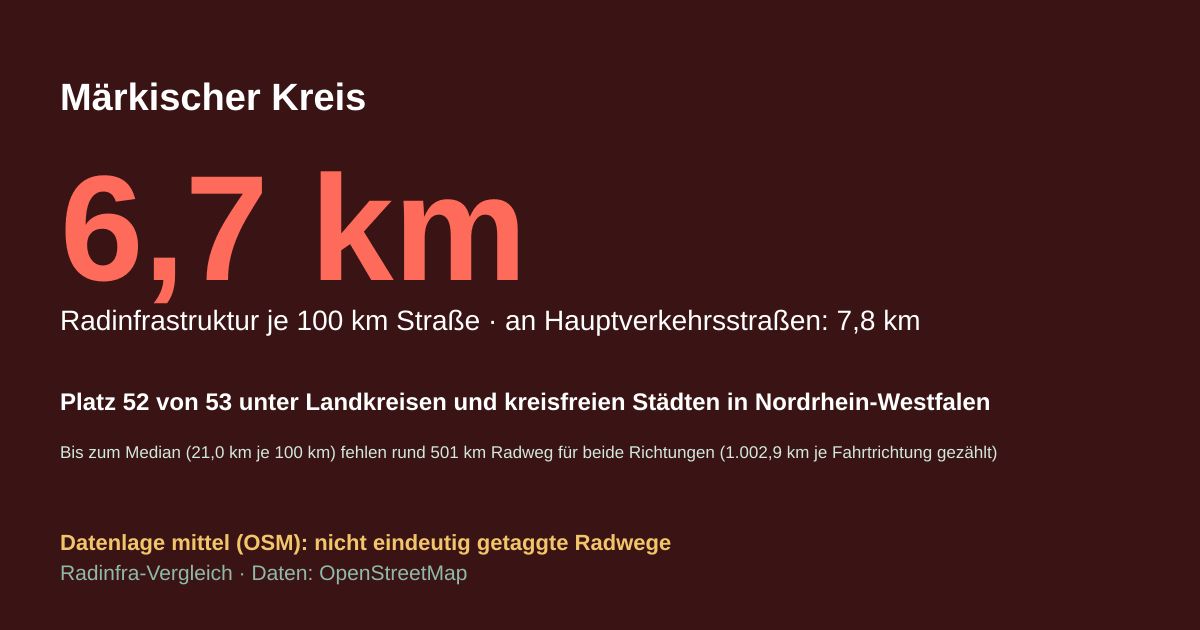 Märkischer Kreis
6,7 km
Radinfrastruktur je 100 km Straße · an Hauptverkehrsstraßen: 7,8 km
Platz 52 von 53 unter Landkreisen und kreisfreien Städten in Nordrhein-Westfalen
Bis zum Median (21,0 km je 100 km) fehlen rund 501 km Radweg für beide Richtungen (1.002,9 km je Fahrtrichtung gezählt)
Datenlage mittel (OSM): nicht eindeutig getaggte Radwege
Radinfra-Vergleich · Daten: OpenStreetMap